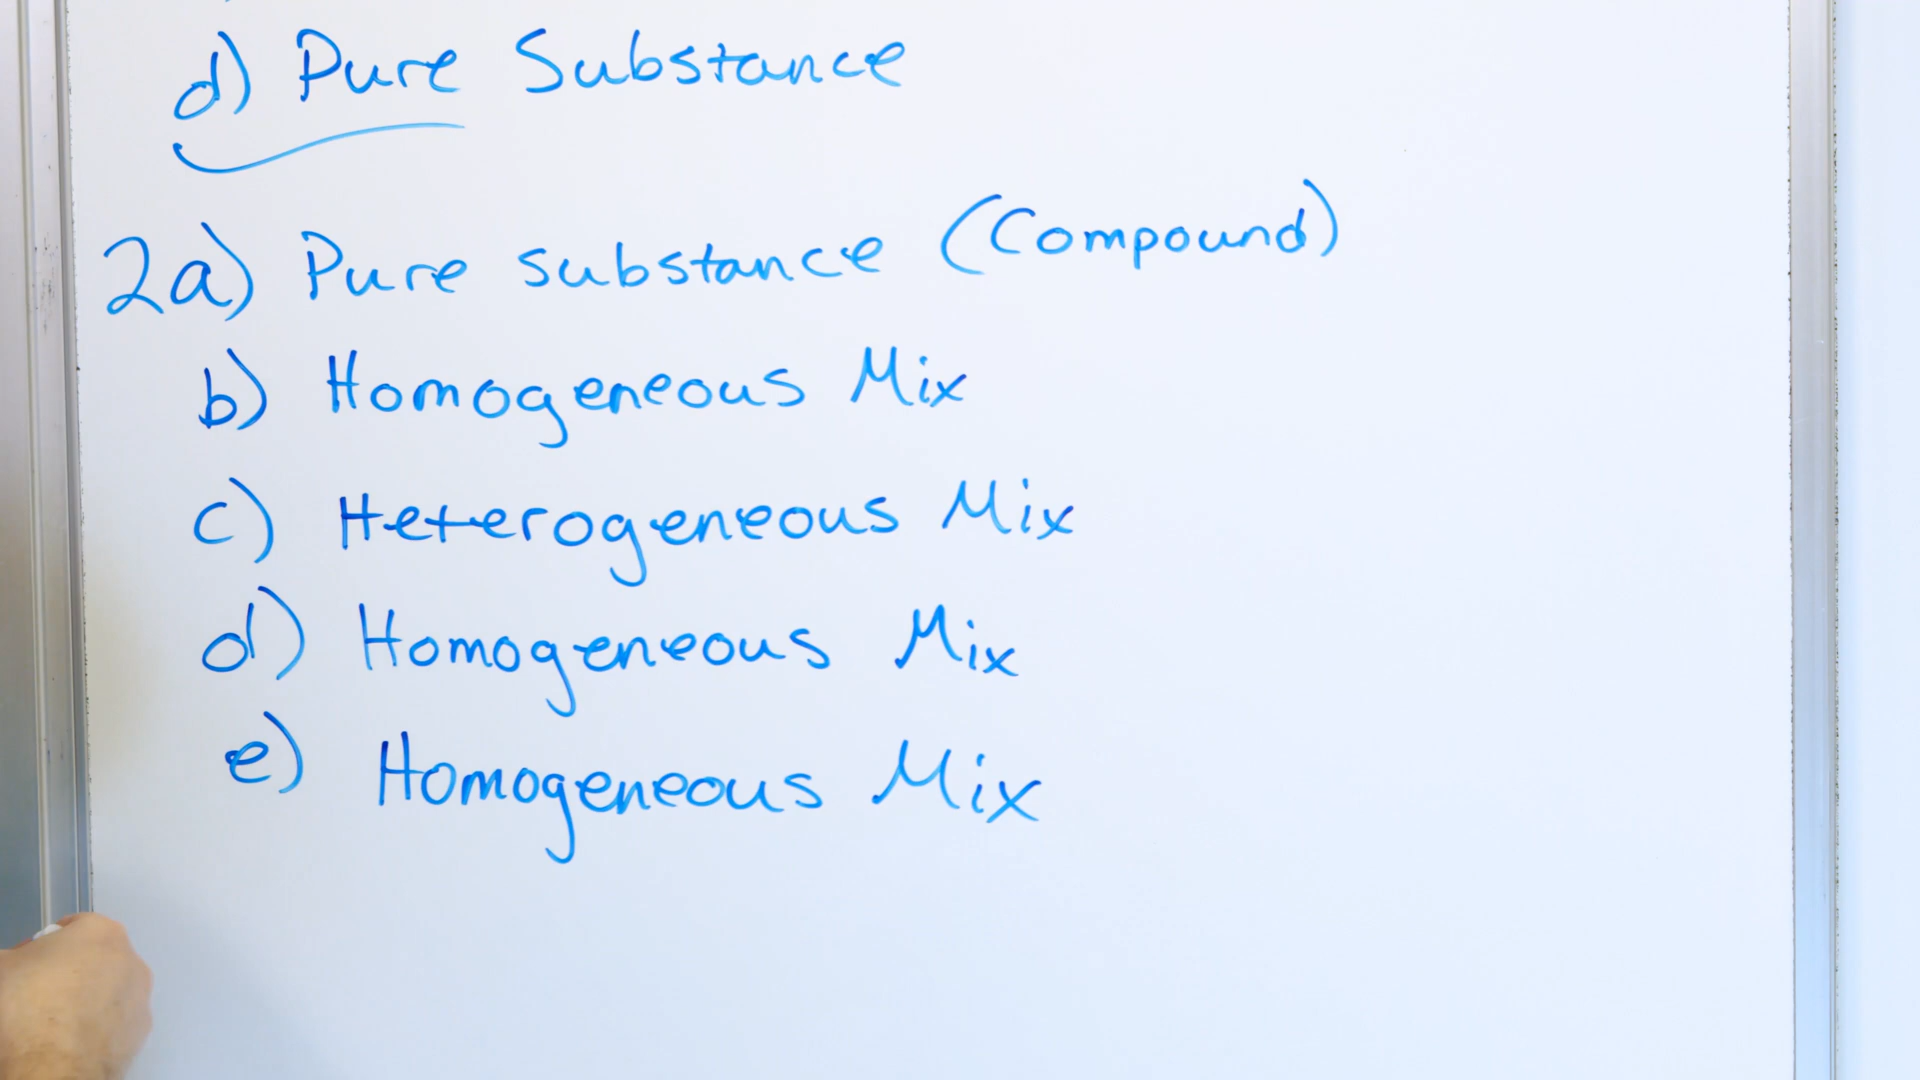 d) Pure Substance
2a) Pure substance (Compound)
b) Homogeneous Mix
c) Heterogeneous Mix
d) Homogeneous Mix
e) Homogeneous Mix